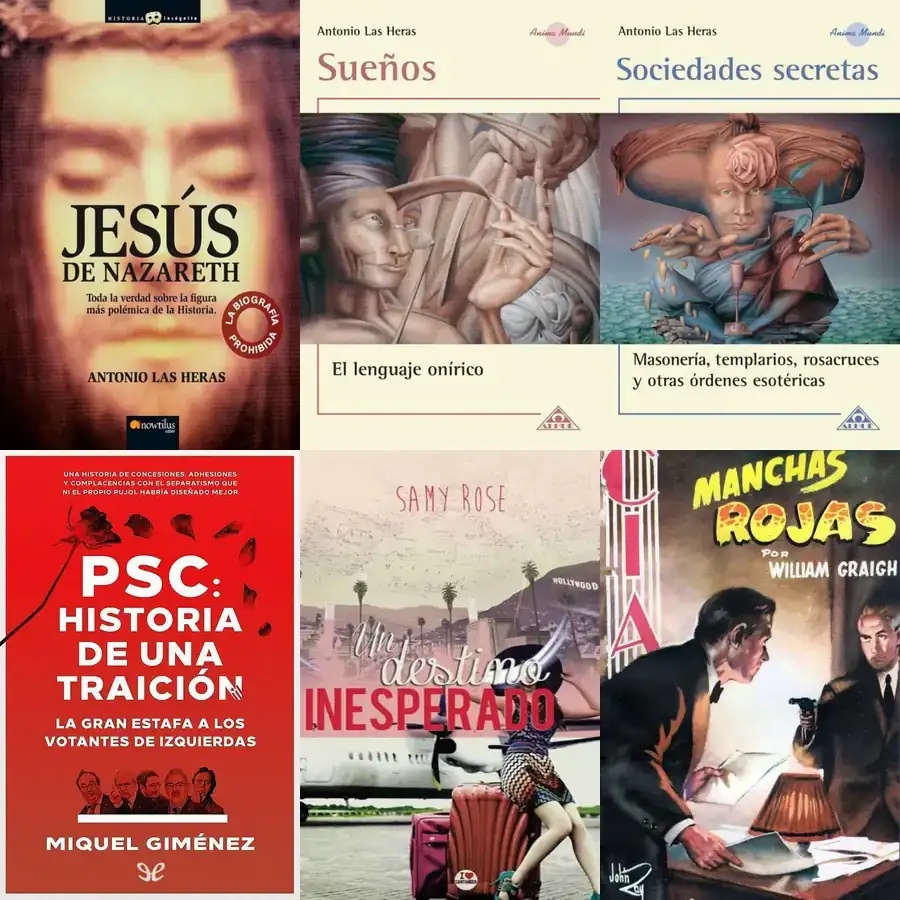 HISTORIA incógnita
JESÚS
DE NAZARETH
Toda la verdad sobre la figura
más polémica de la Historia.
LA BIOGRAFÍA
PROHIBIDA
ANTONIO LAS HERAS
nowtilus
Antonio Las Heras
Anima Mundi
Sueños
El lenguaje onírico
Antonio Las Heras
Anima Mundi
Sociedades secretas
Masonería, templarios, rosacruces
y otras órdenes esotéricas
UNA HISTORIA DE CONCESIONES, ADHESIONES
Y COMPLACENCIAS CON EL SEPARATISMO QUE
NI EL PROPIO PUJOL HABRÍA DISEÑADO MEJOR
PSC:
HISTORIA
DE UNA
TRAICIÓN
LA GRAN ESTAFA A LOS
VOTANTES DE IZQUIERDAS
MIQUEL GIMÉNEZ
SAMY ROSE
HOLLYWOOD
Un
destino
INESPERADO
CIA
MANCHAS
ROJAS
POR
WILLIAM GRAIGH
John
Ray